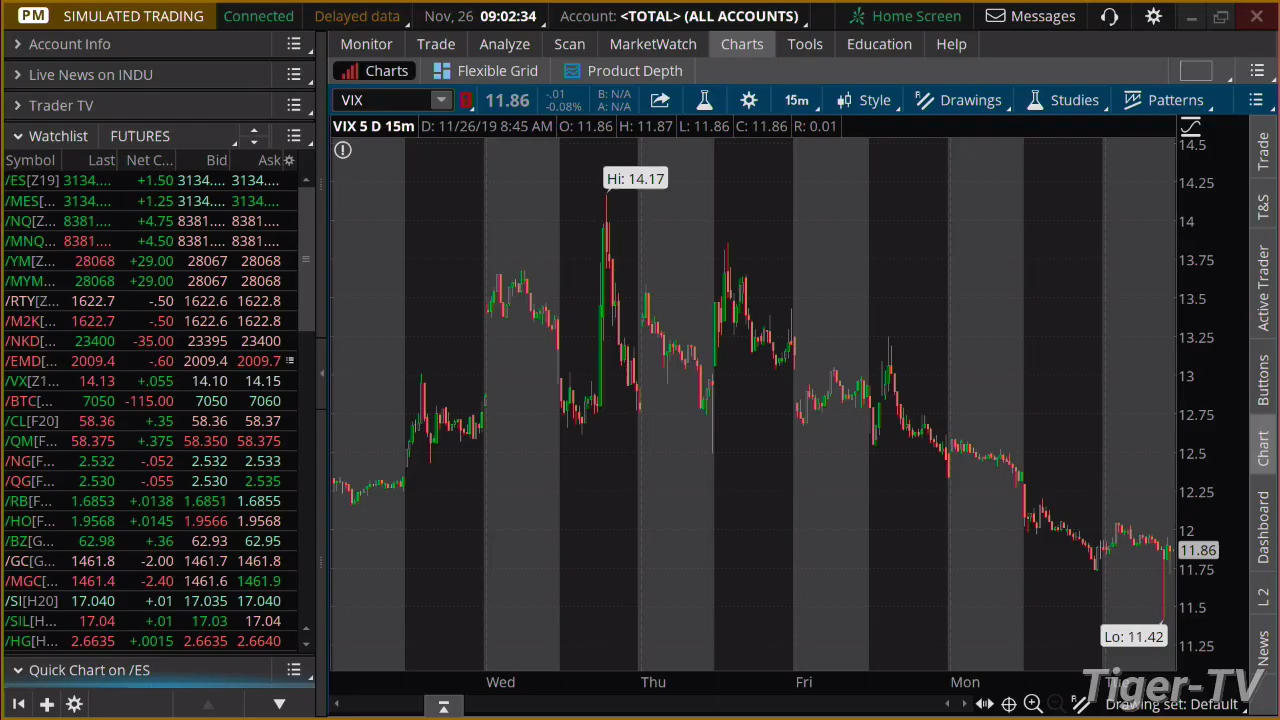 PM SIMULATED TRADING Connected Delayed data Nov, 26 09:02:34 Account: <TOTAL> (ALL ACCOUNTS) Home Screen Messages
Account Info
Live News on INDU
Trader TV
Watchlist FUTURES
Symbol Last Net C... Bid Ask
/ES[Z19] 3134.... +1.50 3134.... 3134....
/MES[... 3134.... +1.25 3134.... 3134....
/NQ[Z... 8381.... +4.75 8381.... 8381....
/MNQ... 8381.... +4.50 8381.... 8381....
/YM[Z... 28068 +29.00 28067 28068
/MYM... 28068 +29.00 28067 28068
/RTY[Z... 1622.7 -.50 1622.6 1622.8
/M2K[... 1622.7 -.50 1622.6 1622.8
/NKD[... 23400 -35.00 23395 23400
/EMD[... 2009.4 -.60 2009.4 2009.7
/VX[Z1... 14.13 +.055 14.10 14.15
/BTC[... 7050 -115.00 7050 7060
/CL[F20] 58.36 +.35 58.36 58.37
/QM[F... 58.375 +.375 58.350 58.375
/NG[F... 2.532 -.052 2.532 2.533
/QG[F... 2.530 -.055 2.530 2.535
/RB[F... 1.6853 +.0138 1.6851 1.6855
/HO[F... 1.9568 +.0145 1.9566 1.9568
/BZ[G... 62.98 +.36 62.93 62.95
/GC[G... 1461.8 -2.00 1461.7 1461.8
/MGC[... 1461.4 -2.40 1461.6 1461.9
/SI[H20] 17.040 +.01 17.035 17.040
/SIL[H... 17.04 +.01 17.03 17.04
/HG[H... 2.6635 +.0015 2.6635 2.6640
Quick Chart on /ES
Monitor Trade Analyze Scan MarketWatch Charts Tools Education Help
Charts Flexible Grid Product Depth
VIX 11.86 -.01 -0.08% B: N/A A: N/A 15m Style Drawings Studies Patterns
VIX 5 D 15m D: 11/26/19 8:45 AM O: 11.86 H: 11.87 L: 11.86 C: 11.86 R: 0.01
Hi: 14.17
Lo: 11.42
14.5
14.25
14
13.75
13.5
13.25
13
12.75
12.5
12.25
12
11.86
11.75
11.5
11.25
Wed Thu Fri Mon
Drawing set: Default
Trade
T&S
Active Trader
Buttons
Chart
Dashboard
L 2
News
Tiger-TV